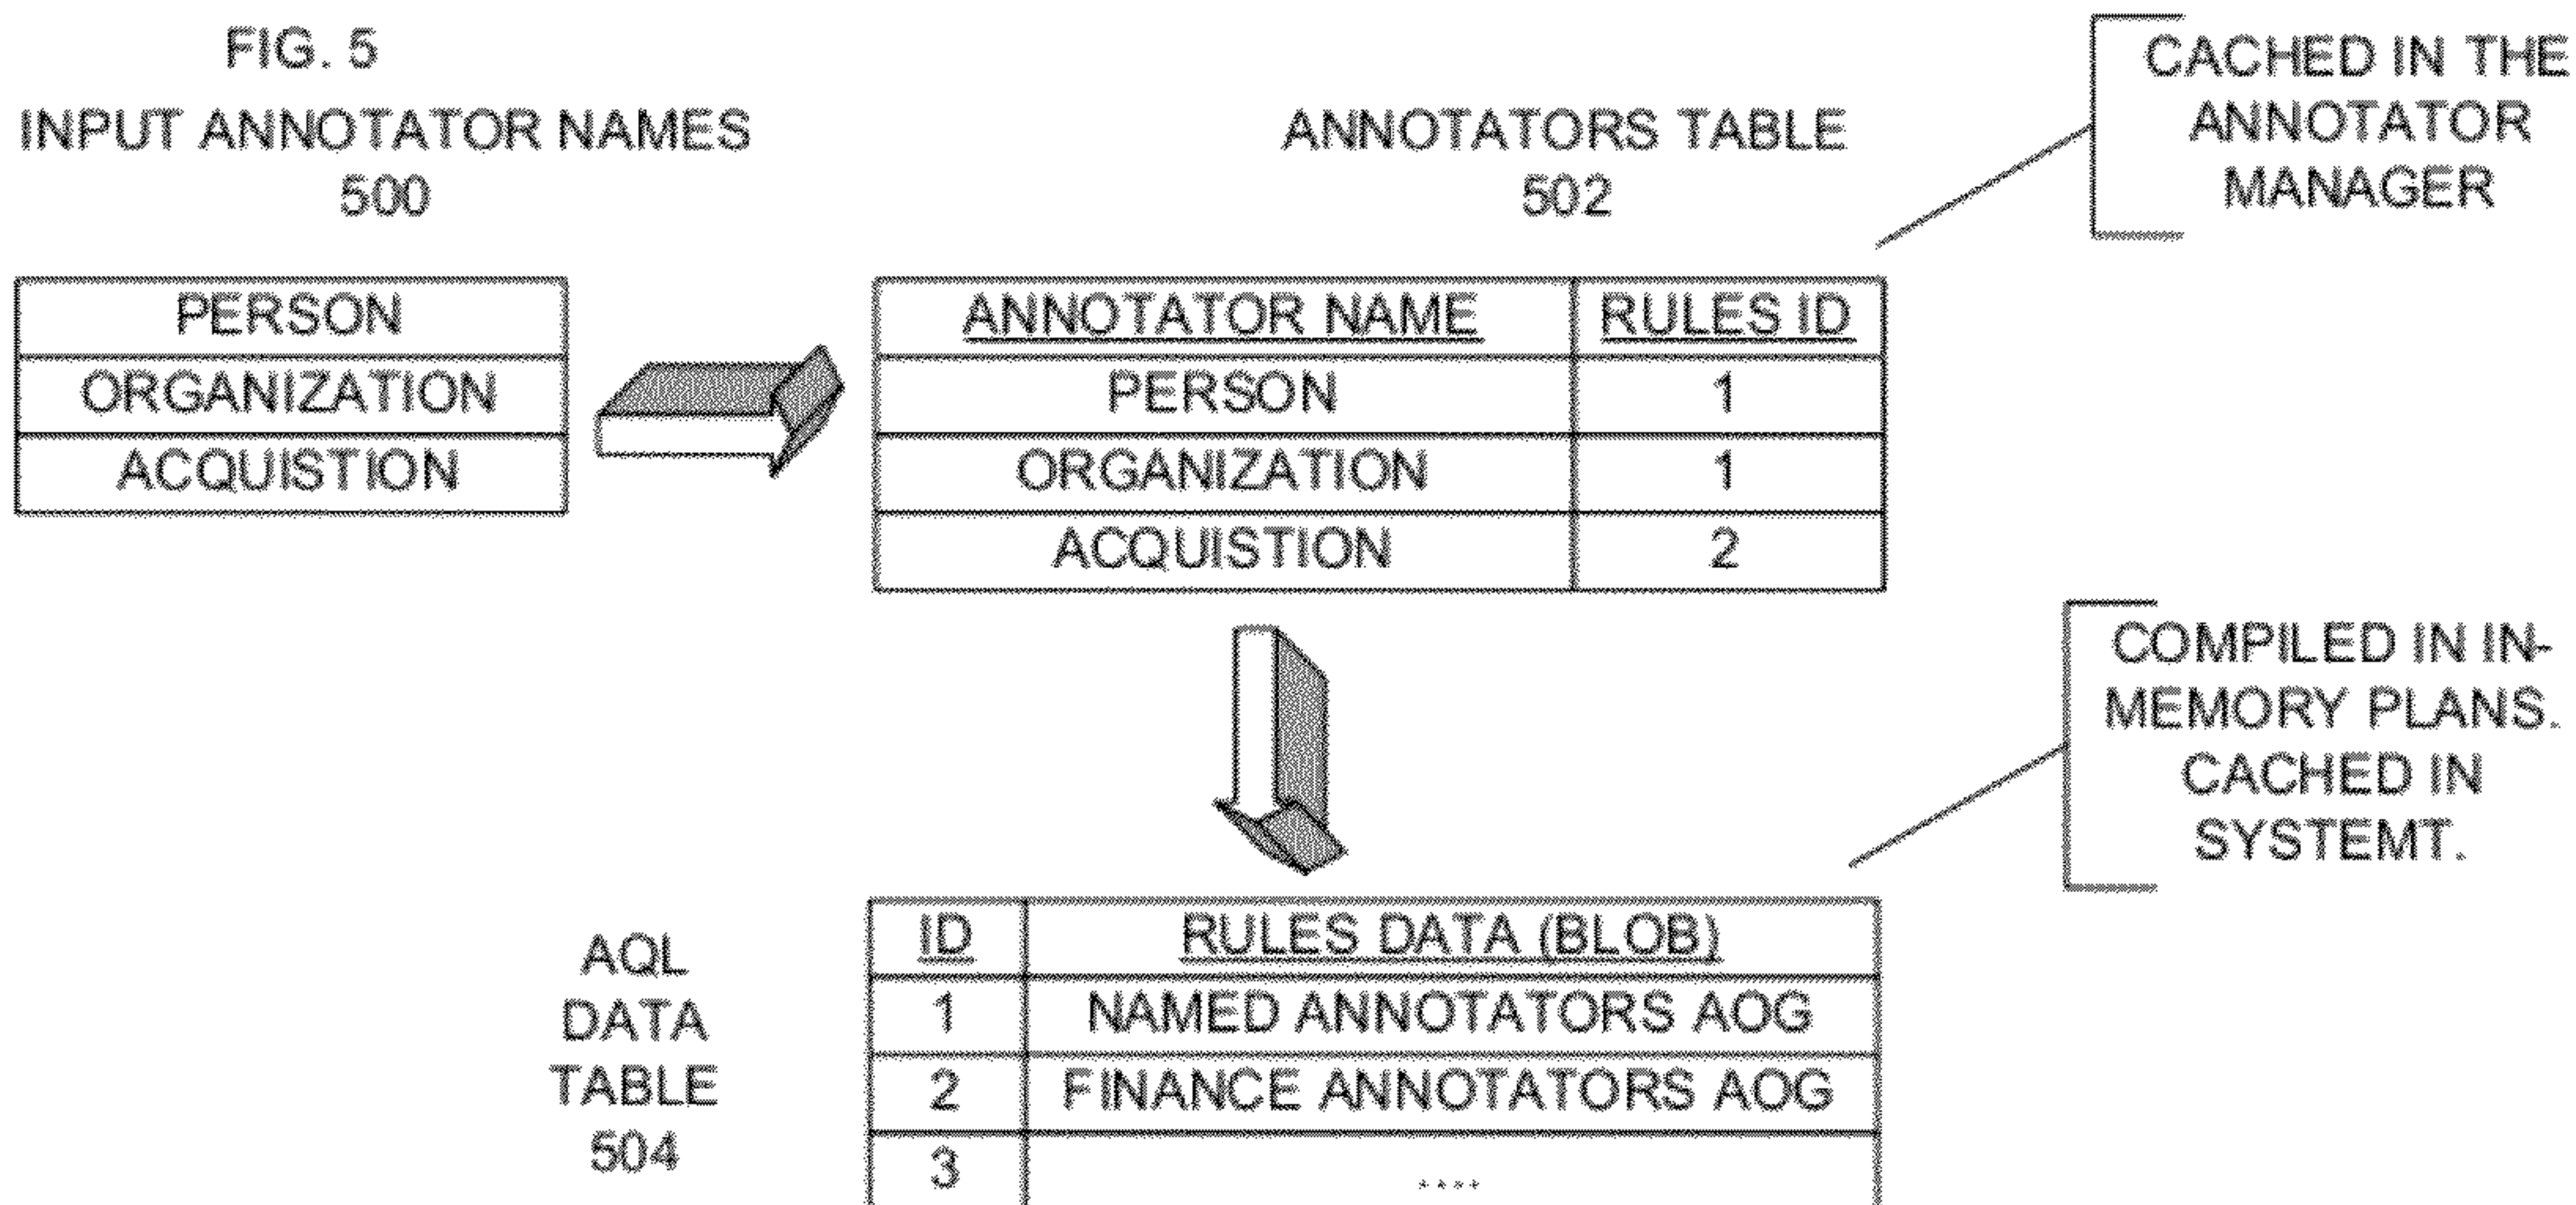 FIG. 5
INPUT ANNOTATOR NAMES
500
PERSON
ORGANIZATION
ACQUISTION
ANNOTATORS TABLE
502
ANNOTATOR NAME RULES ID
PERSON 1
ORGANIZATION 1
ACQUISTION 2
CACHED IN THE
ANNOTATOR
MANAGER
COMPILED IN IN-
MEMORY PLANS.
CACHED IN
SYSTEMT.
AQL
DATA
TABLE
504
ID RULES DATA (BLOB)
1 NAMED ANNOTATORS AOG
2 FINANCE ANNOTATORS AOG
3 ....